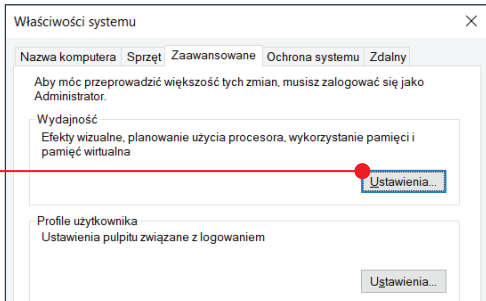 Właściwości systemu
Nazwa komputera Sprzęt Zaawansowane Ochrona systemu Zdalny
Aby móc przeprowadzić większość tych zmian, musisz zalogować się jako
Administrator.
Wydajność
Efekty wizualne, planowanie użycia procesora, wykorzystanie pamięci i
pamięć wirtualna
Ustawienia...
Profile użytkownika
Ustawienia pulpitu związane z logowaniem
Ustawienia...